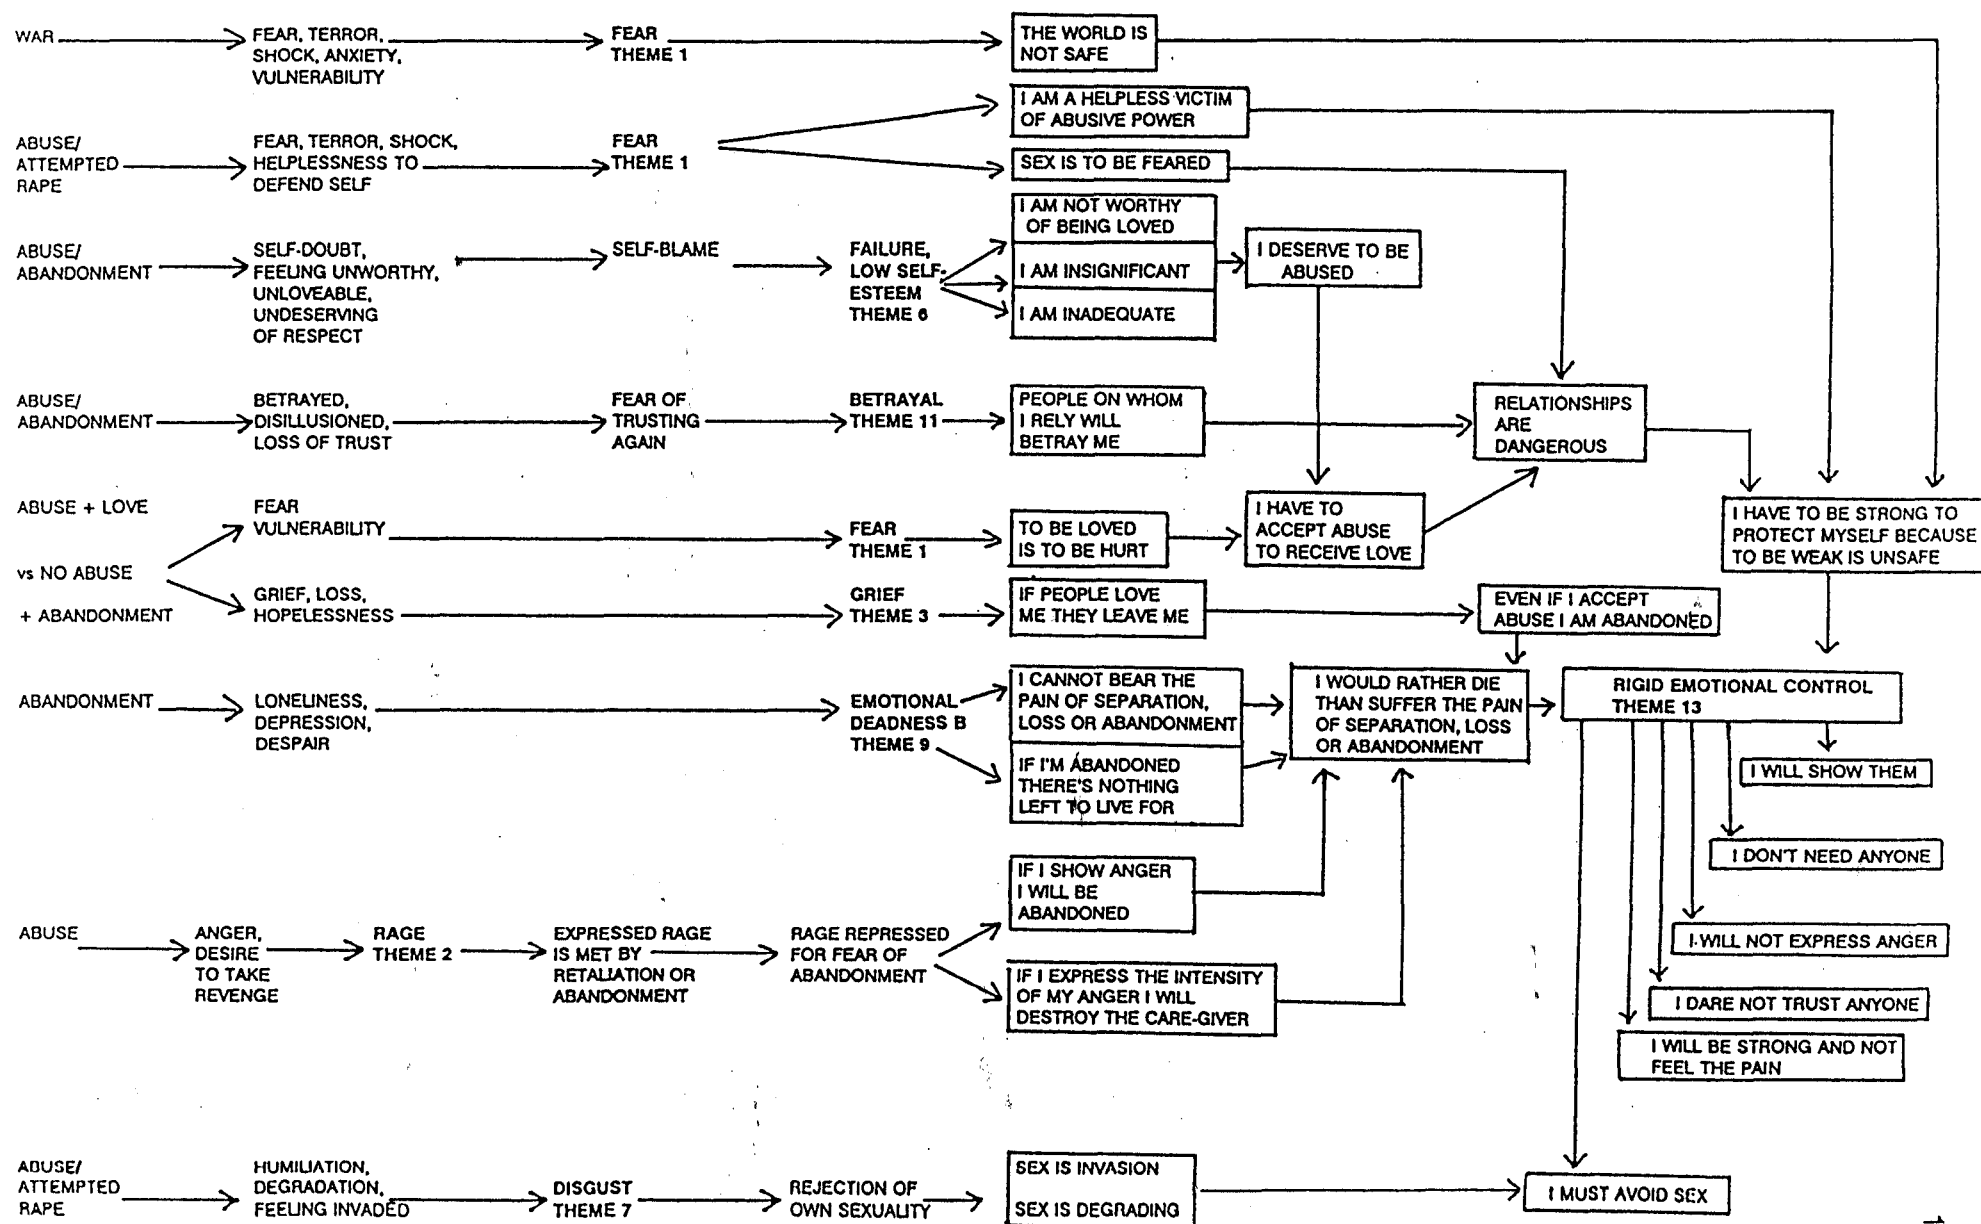 WAR
FEAR, TERROR,
SHOCK, ANXIETY,
VULNERABILITY
FEAR
THEME 1
THE WORLD IS
NOT SAFE
ABUSE/
ATTEMPTED
RAPE
FEAR, TERROR, SHOCK,
HELPLESSNESS TO
DEFEND SELF
FEAR
THEME 1
I AM A HELPLESS VICTIM
OF ABUSIVE POWER
SEX IS TO BE FEARED
ABUSE/
ABANDONMENT
SELF-DOUBT,
FEELING UNWORTHY,
UNLOVEABLE,
UNDESERVING
OF RESPECT
SELF-BLAME
FAILURE,
LOW SELF-
ESTEEM
THEME 6
I AM NOT WORTHY
OF BEING LOVED
I AM INSIGNIFICANT
I AM INADEQUATE
I DESERVE TO BE
ABUSED
ABUSE/
ABANDONMENT
BETRAYED,
DISILLUSIONED,
LOSS OF TRUST
FEAR OF
TRUSTING
AGAIN
BETRAYAL
THEME 11
PEOPLE ON WHOM
I RELY WILL
BETRAY ME
RELATIONSHIPS
ARE
DANGEROUS
ABUSE + LOVE
vs NO ABUSE
+ ABANDONMENT
FEAR
VULNERABILITY
FEAR
THEME 1
TO BE LOVED
IS TO BE HURT
I HAVE TO
ACCEPT ABUSE
TO RECEIVE LOVE
I HAVE TO BE STRONG TO
PROTECT MYSELF BECAUSE
TO BE WEAK IS UNSAFE
GRIEF, LOSS,
HOPELESSNESS
GRIEF
THEME 3
IF PEOPLE LOVE
ME THEY LEAVE ME
EVEN IF I ACCEPT
ABUSE I AM ABANDONED
ABANDONMENT
LONELINESS,
DEPRESSION,
DESPAIR
EMOTIONAL
DEADNESS B
THEME 9
I CANNOT BEAR THE
PAIN OF SEPARATION,
LOSS OR ABANDONMENT
IF I'M ABANDONED
THERE'S NOTHING
LEFT TO LIVE FOR
I WOULD RATHER DIE
THAN SUFFER THE PAIN
OF SEPARATION, LOSS
OR ABANDONMENT
RIGID EMOTIONAL CONTROL
THEME 13
I WILL SHOW THEM
I DON'T NEED ANYONE
I WILL NOT EXPRESS ANGER
I DARE NOT TRUST ANYONE
I WILL BE STRONG AND NOT
FEEL THE PAIN
ABUSE
ANGER,
DESIRE
TO TAKE
REVENGE
RAGE
THEME 2
EXPRESSED RAGE
IS MET BY
RETALIATION OR
ABANDONMENT
RAGE REPRESSED
FOR FEAR OF
ABANDONMENT
IF I SHOW ANGER
I WILL BE
ABANDONED
IF I EXPRESS THE INTENSITY
OF MY ANGER I WILL
DESTROY THE CARE-GIVER
ABUSE/
ATTEMPTED
RAPE
HUMILIATION,
DEGRADATION,
FEELING INVADED
DISGUST
THEME 7
REJECTION OF
OWN SEXUALITY
SEX IS INVASION
SEX IS DEGRADING
I MUST AVOID SEX